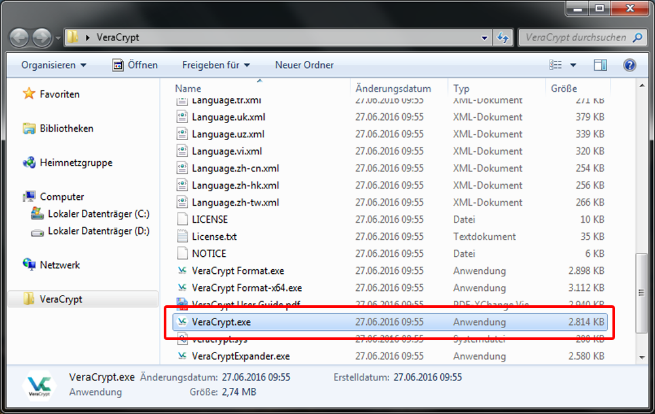 VeraCrypt
VeraCrypt durchsuchen
Organisieren Öffnen Freigeben für Neuer Ordner
Name Änderungsdatum Typ Größe
Favoriten
Bibliotheken
Heimnetzgruppe
Computer
Lokaler Datenträger (C:)
Lokaler Datenträger (D:)
Netzwerk
VeraCrypt
Language.tr.xml 27.06.2016 09:55 XML-Dokument 271 KB
Language.uk.xml 27.06.2016 09:55 XML-Dokument 379 KB
Language.uz.xml 27.06.2016 09:55 XML-Dokument 339 KB
Language.vi.xml 27.06.2016 09:55 XML-Dokument 320 KB
Language.zh-cn.xml 27.06.2016 09:55 XML-Dokument 254 KB
Language.zh-hk.xml 27.06.2016 09:55 XML-Dokument 256 KB
Language.zh-tw.xml 27.06.2016 09:55 XML-Dokument 266 KB
LICENSE 27.06.2016 09:55 Datei 10 KB
License.txt 27.06.2016 09:55 Textdokument 35 KB
NOTICE 27.06.2016 09:55 Datei 6 KB
VeraCrypt Format.exe 27.06.2016 09:55 Anwendung 2.898 KB
VeraCrypt Format-x64.exe 27.06.2016 09:55 Anwendung 3.112 KB
VeraCrypt User Guide.pdf 27.06.2016 09:55 PDF-XChange Vie... 2.940 KB
VeraCrypt.exe 27.06.2016 09:55 Anwendung 2.814 KB
veracrypt.sys 27.06.2016 09:55 Systemdatei
VeraCryptExpander.exe 27.06.2016 09:55 Anwendung 2.580 KB
VeraCrypt.exe Änderungsdatum: 27.06.2016 09:55 Erstelldatum: 27.06.2016 09:55
Anwendung Größe: 2,74 MB
VeraCrypt